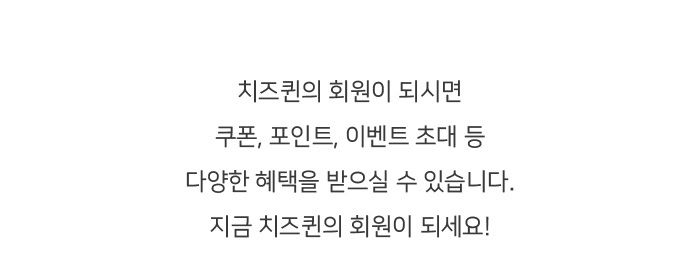 치즈퀸의 회원이 되시면
쿠폰, 포인트, 이벤트 초대 등
다양한 혜택을 받으실 수 있습니다.
지금 치즈퀸의 회원이 되세요!